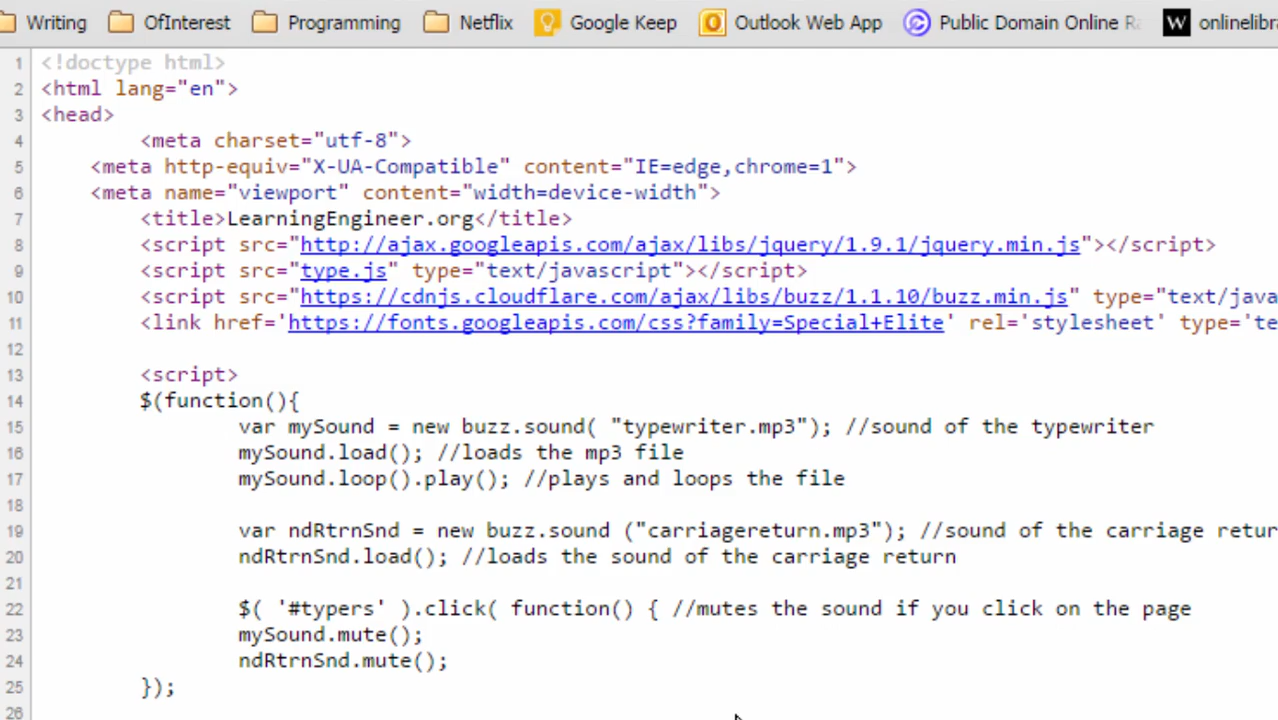 Writing OfInterest Programming Netflix Google Keep Outlook Web App Public Domain Online W onlinelibr
1 <!doctype html>
2 <html lang="en">
3 <head>
4 <meta charset="utf-8">
5 <meta http-equiv="X-UA-Compatible" content="IE=edge,chrome=1">
6 <meta name="viewport" content="width=device-width">
7 <title>LearningEngineer.org</title>
8 <script src="http://ajax.googleapis.com/ajax/libs/jquery/1.9.1/jquery.min.js"></script>
9 <script src="type.js" type="text/javascript"></script>
10 <script src="https://cdnjs.cloudflare.com/ajax/libs/buzz/1.1.10/buzz.min.js" type="text/java
11 <link href='https://fonts.googleapis.com/css?family=Special+Elite' rel='stylesheet' type='te
12
13 <script>
14 $(function(){
15 var mySound = new buzz.sound( "typewriter.mp3"); //sound of the typewriter
16 mySound.load(); //loads the mp3 file
17 mySound.loop().play(); //plays and loops the file
18
19 var ndRtrnSnd = new buzz.sound ("carriagereturn.mp3"); //sound of the carriage retur
20 ndRtrnSnd.load(); //loads the sound of the carriage return
21
22 $( '#typers' ).click( function() { //mutes the sound if you click on the page
23 mySound.mute();
24 ndRtrnSnd.mute();
25 });
26